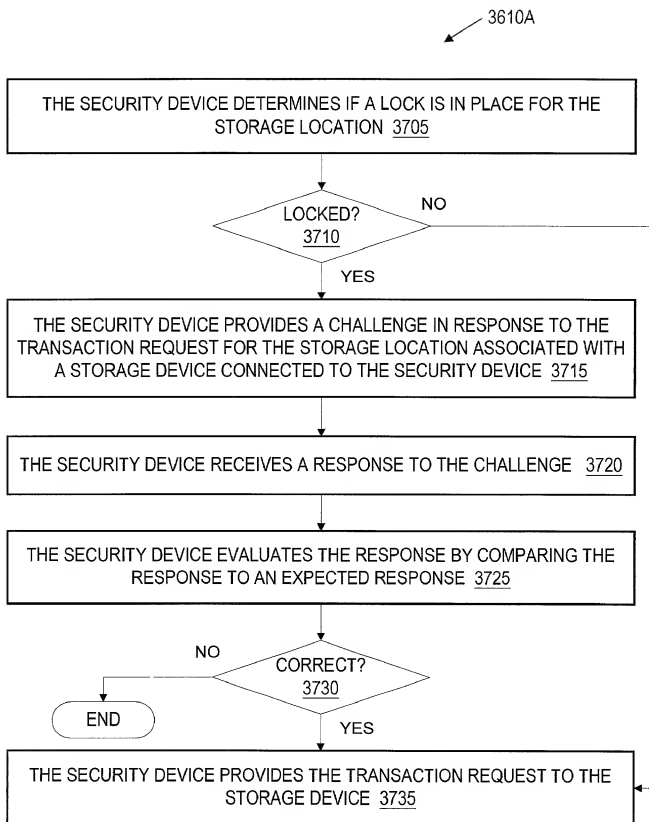 3610A
THE SECURITY DEVICE DETERMINES IF A LOCK IS IN PLACE FOR THE
STORAGE LOCATION 3705
LOCKED?
3710
NO
YES
THE SECURITY DEVICE PROVIDES A CHALLENGE IN RESPONSE TO THE
TRANSACTION REQUEST FOR THE STORAGE LOCATION ASSOCIATED WITH
A STORAGE DEVICE CONNECTED TO THE SECURITY DEVICE 3715
THE SECURITY DEVICE RECEIVES A RESPONSE TO THE CHALLENGE 3720
THE SECURITY DEVICE EVALUATES THE RESPONSE BY COMPARING THE
RESPONSE TO AN EXPECTED RESPONSE 3725
NO
CORRECT?
3730
END
YES
THE SECURITY DEVICE PROVIDES THE TRANSACTION REQUEST TO THE
STORAGE DEVICE 3735